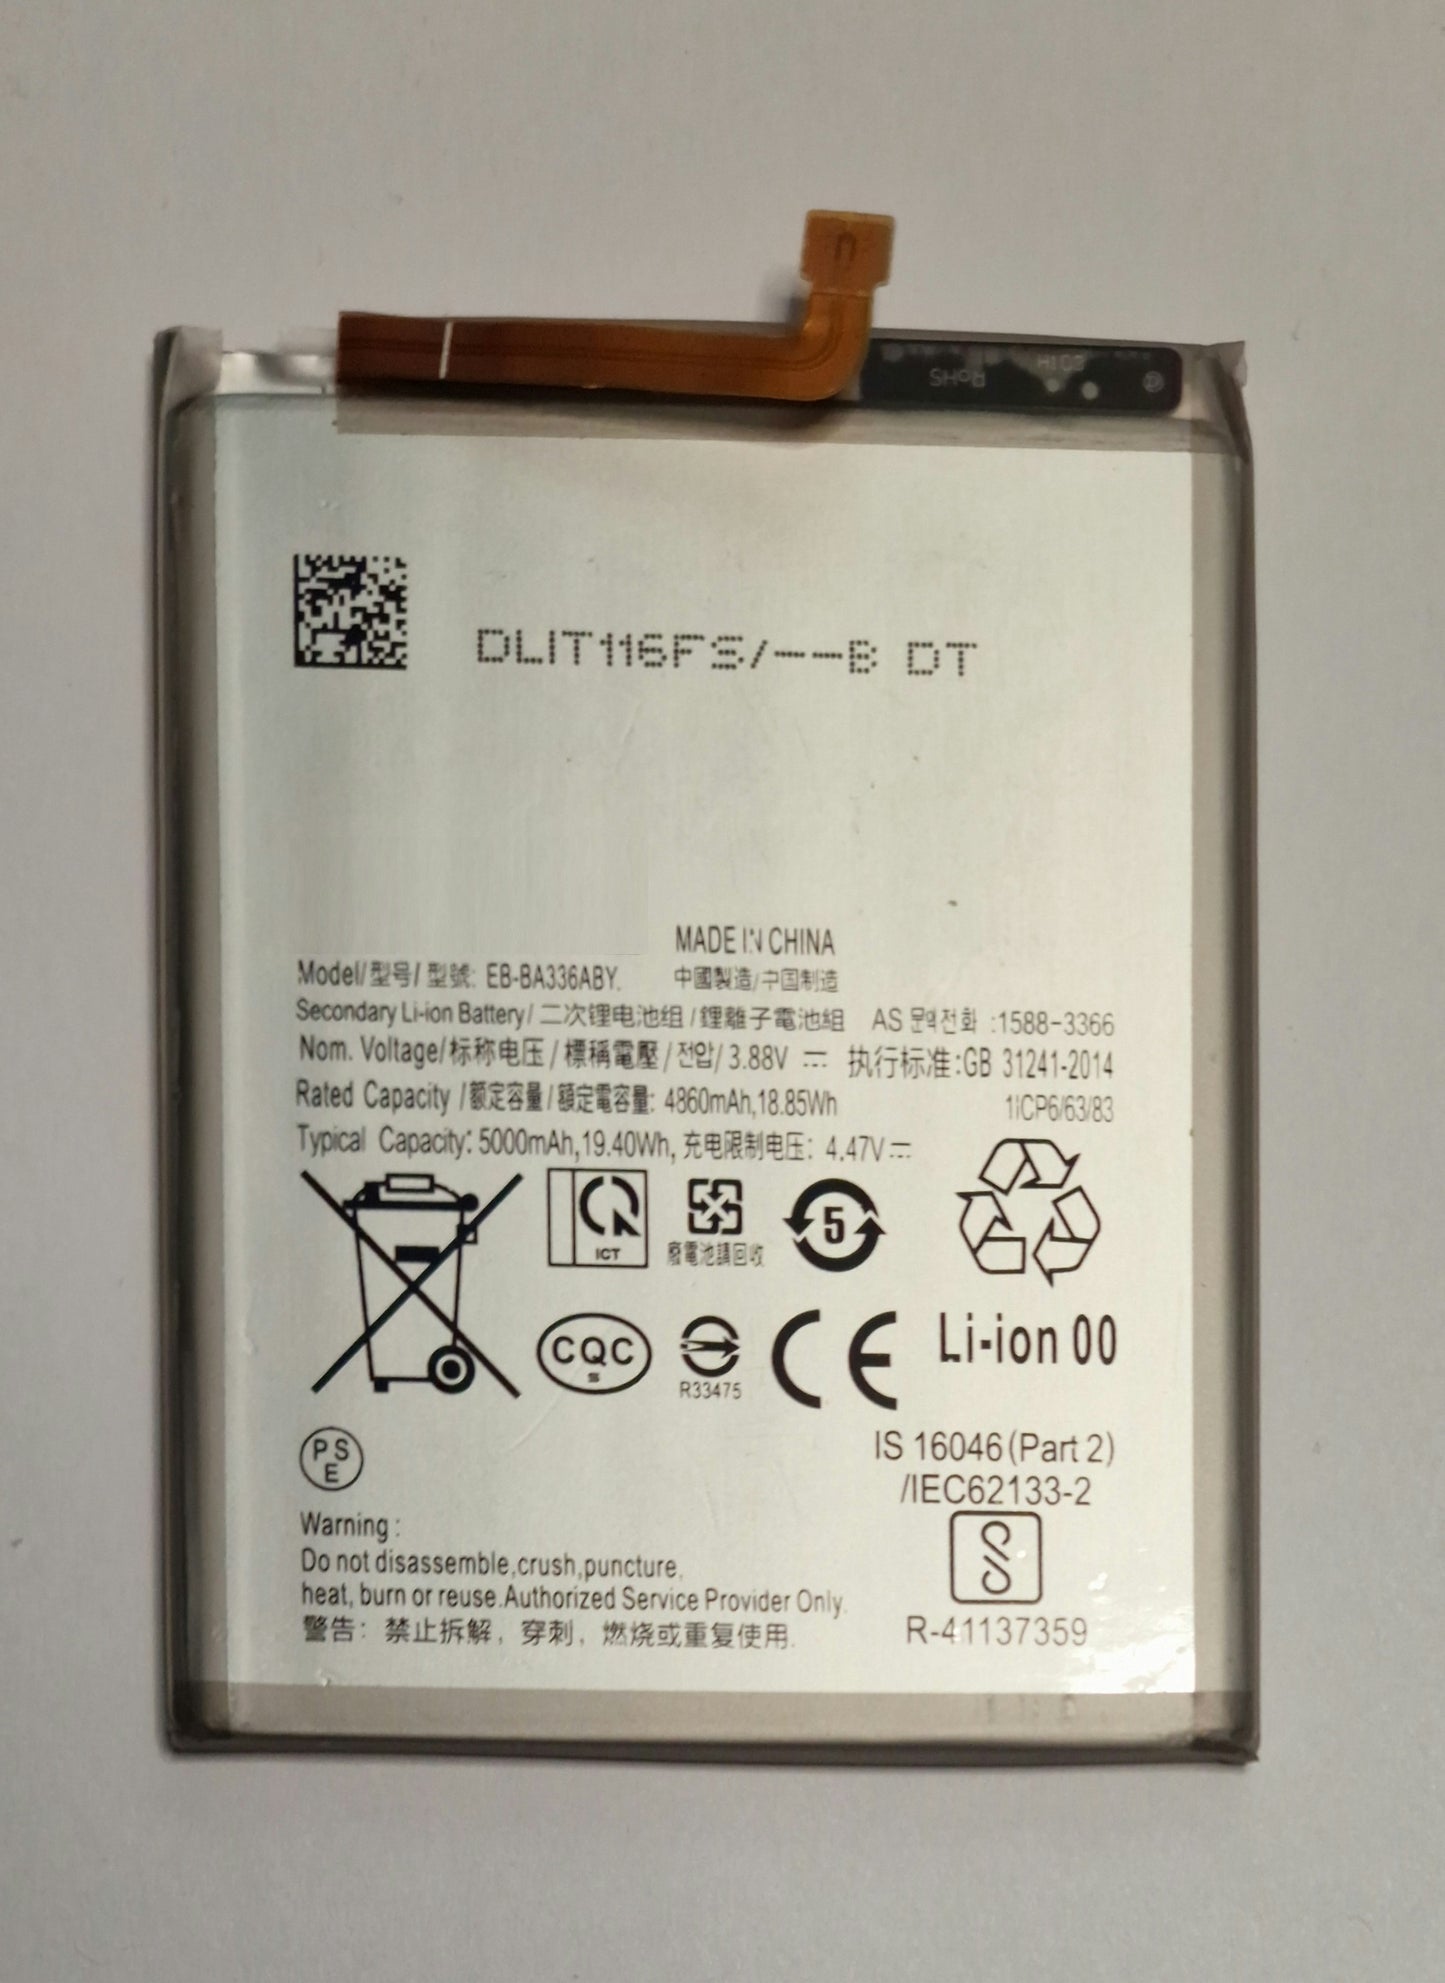 RoHS
H103
DLIT116FS/---B DT
MADE IN CHINA
Model/型号/型號: EB-BA336ABY.
中國製造/中国制造
Secondary Li-ion Battery/二次锂电池组/鋰離子電池組 AS 문의전화 :1588-3366
Nom. Voltage/标称电压/標稱電壓/전압/3.88V ⎓ 执行标准:GB 31241-2014
Rated Capacity /额定容量/額定電容量: 4860mAh,18.85Wh 1ICP6/63/83
Typical Capacity: 5000mAh,19.40Wh, 充电限制电压: 4.47V⎓
ICT
廢電池請回收
5
CQC
S
R33475
CE
Li-ion 00
PS
E
IS 16046(Part 2)
/IEC62133-2
R-41137359
Warning:
Do not disassemble,crush,puncture,
heat, burn or reuse.Authorized Service Provider Only.
警告: 禁止拆解, 穿刺, 燃烧或重复使用.